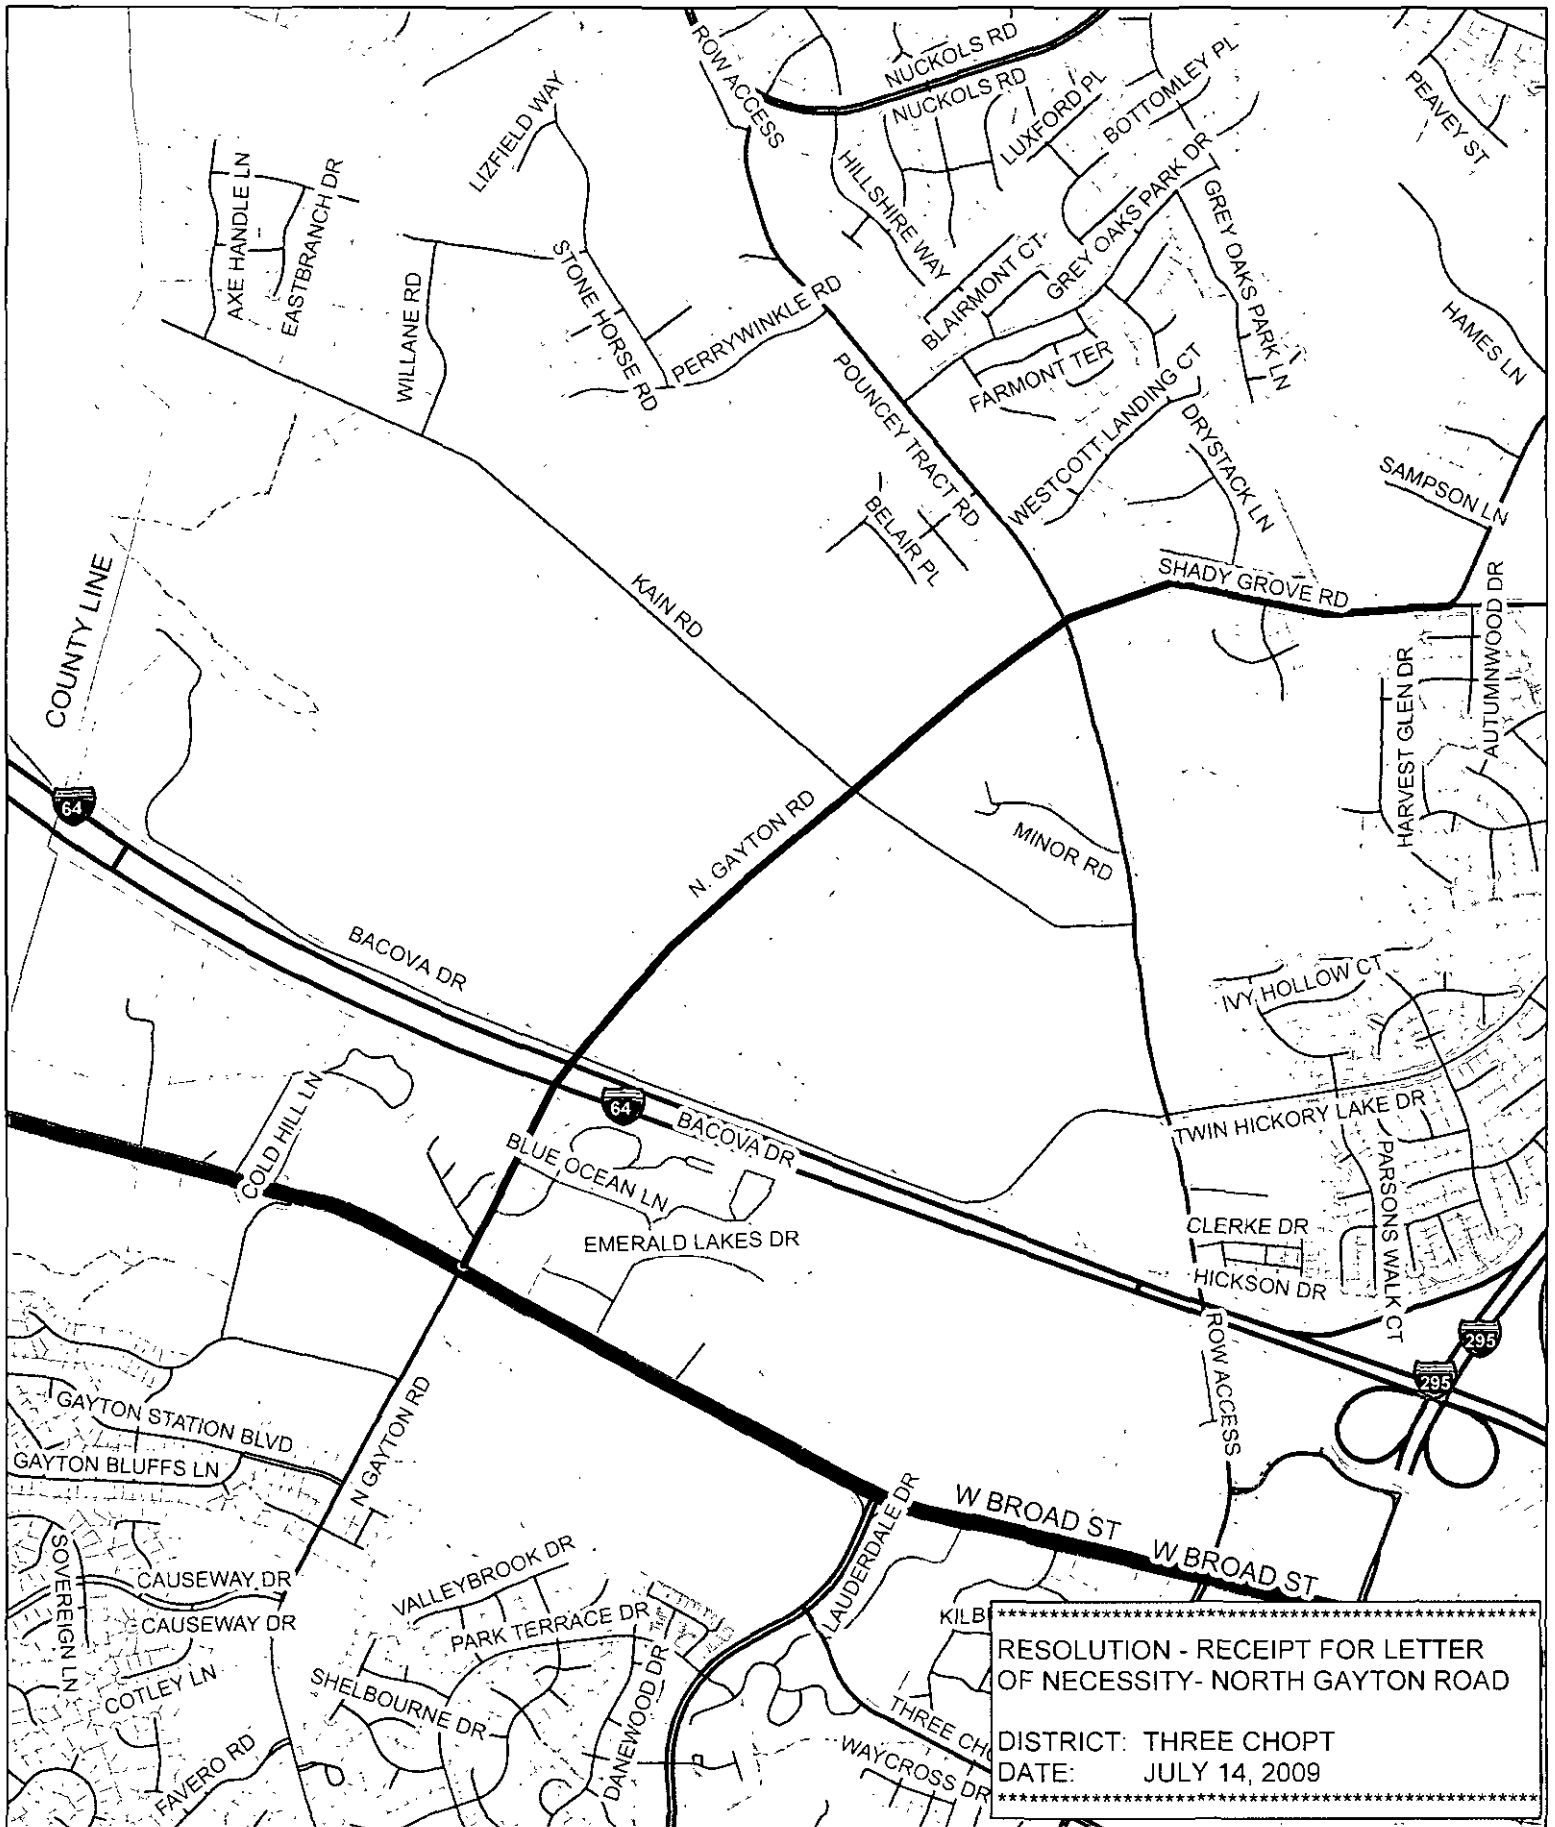 ROW ACCESS
NUCKOLS RD
NUCKOLS RD
LIZFIELD WAY
LUXFORD PL
BOTTOMLEY PL
PEAVEY ST
AXE HANDLE LN
EASTBRANCH DR
HILLSHIRE WAY
GREY OAKS PARK DR
GREY OAKS PARK LN
WILLANE RD
STONE HORSE RD
PERRYWINKLE RD
BLAIRMONT CT
HAMES LN
FARMONT TER
POUNCEY TRACT RD
WESTCOTT LANDING CT
DRYSTACK LN
SAMPSON LN
BELAIR PL
COUNTY LINE
KAIN RD
SHADY GROVE RD
AUTUMNWOOD DR
HARVEST GLEN DR
64
N. GAYTON RD
MINOR RD
BACOVA DR
IVY HOLLOW CT
COLD HILL LN
64
BACOVA DR
TWIN HICKORY LAKE DR
BLUE OCEAN LN
PARSONS WALK CT
EMERALD LAKES DR
CLERKE DR
HICKSON DR
ROW ACCESS
295
295
GAYTON STATION BLVD
GAYTON BLUFFS LN
N GAYTON RD
LAUDERDALE DR
W BROAD ST
W BROAD ST
SOVEREIGN LN
CAUSEWAY DR
CAUSEWAY DR
VALLEYBROOK DR
PARK TERRACE DR
KILB
COTLEY LN
SHELBOURNE DR
DANEWOOD DR
THREE CHO
FAVERO RD
WAYCROSS DR
****************************************************
RESOLUTION - RECEIPT FOR LETTER
OF NECESSITY- NORTH GAYTON ROAD
DISTRICT: THREE CHOPT
DATE: JULY 14, 2009
****************************************************